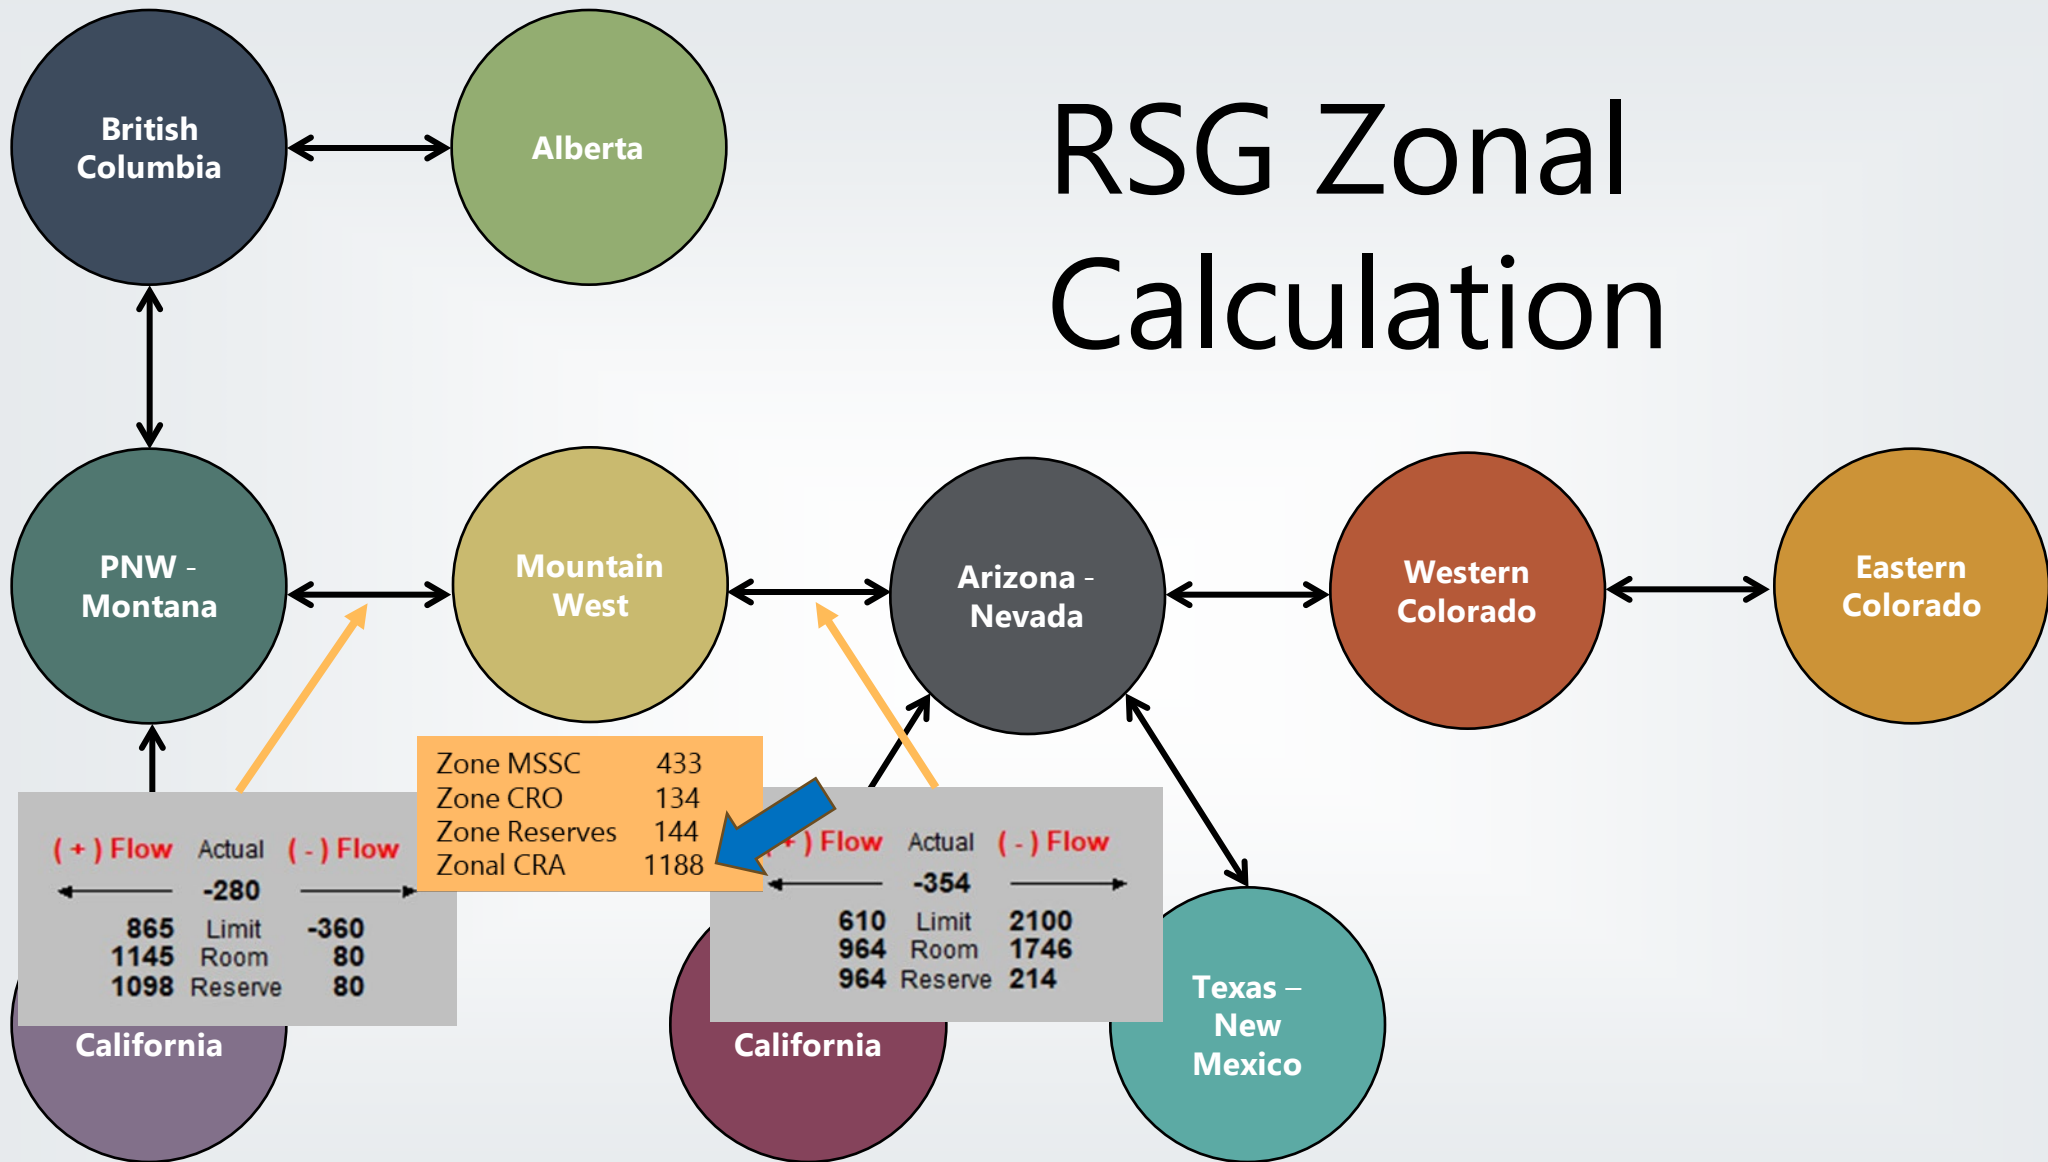 RSG Zonal
Calculation
British
Columbia
Alberta
PNW -
Montana
Mountain
West
Arizona -
Nevada
Western
Colorado
Eastern
Colorado
Zone MSSC 433
Zone CRO 134
Zone Reserves 144
Zonal CRA 1188
( + ) Flow Actual ( - ) Flow
-280
865 Limit -360
1145 Room 80
1098 Reserve 80
+ ) Flow Actual ( - ) Flow
-354
610 Limit 2100
964 Room 1746
964 Reserve 214
California
California
Texas –
New
Mexico